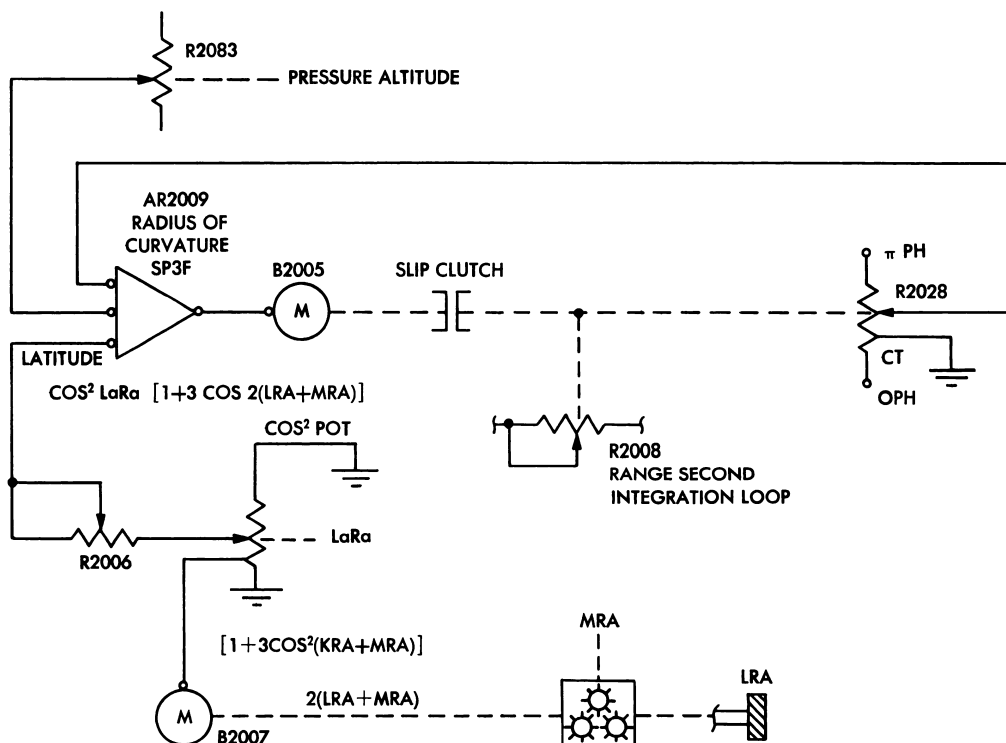 R2083
PRESSURE ALTITUDE
AR2009
RADIUS OF
CURVATURE
SP3F
B2005
M
SLIP CLUTCH
π PH
R2028
CT
OPH
LATITUDE
COS² LaRa [1+3 COS 2(LRA+MRA)]
COS² POT
R2008
RANGE SECOND
INTEGRATION LOOP
LaRa
R2006
[1+3COS²(KRA+MRA)]
MRA
LRA
2(LRA+MRA)
M
B2007